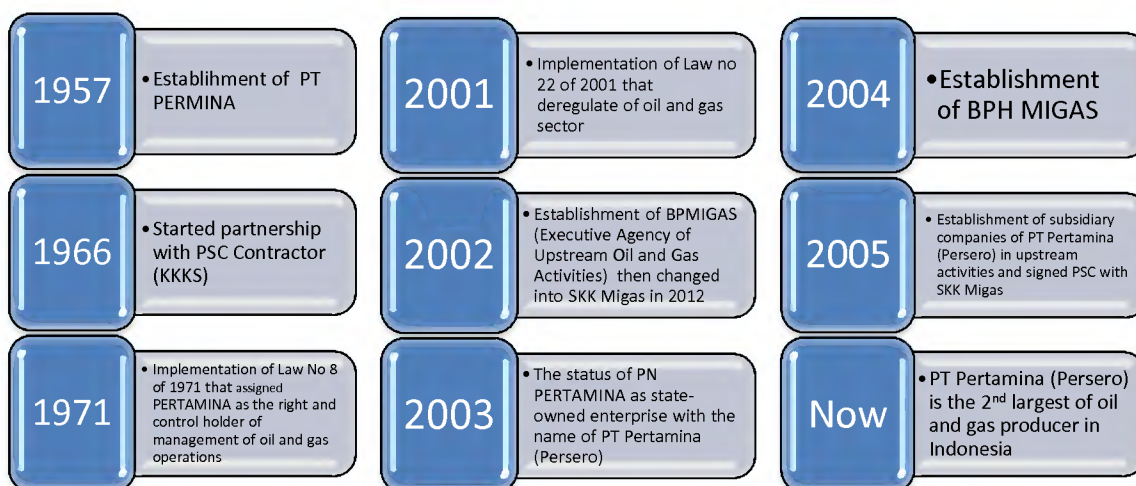 1957
• Establihment of PT
PERMINA
1966
• Started partnership
with PSC Contractor
(KKKS)
1971
• Implementation of Law No 8
of 1971 that assigned
PERTAMINA as the right and
control holder of
management of oil and gas
operations
2001
• Implementation of Law no
22 of 2001 that
deregulate of oil and gas
sector
2002
• Establishment of BPMIGAS
(Executive Agency of
Upstream Oil and Gas
Activities) then changed
into SKK Migas in 2012
2003
• The status of PN
PERTAMINA as state-
owned enterprise with the
name of PT Pertamina
(Persero)
2004
• Establishment
of BPH MIGAS
2005
• Establishment of subsidiary
companies of PT Pertamina
(Persero) in upstream
activities and signed PSC with
SKK Migas
Now
• PT Pertamina (Persero)
is the 2nd largest of oil
and gas producer in
Indonesia